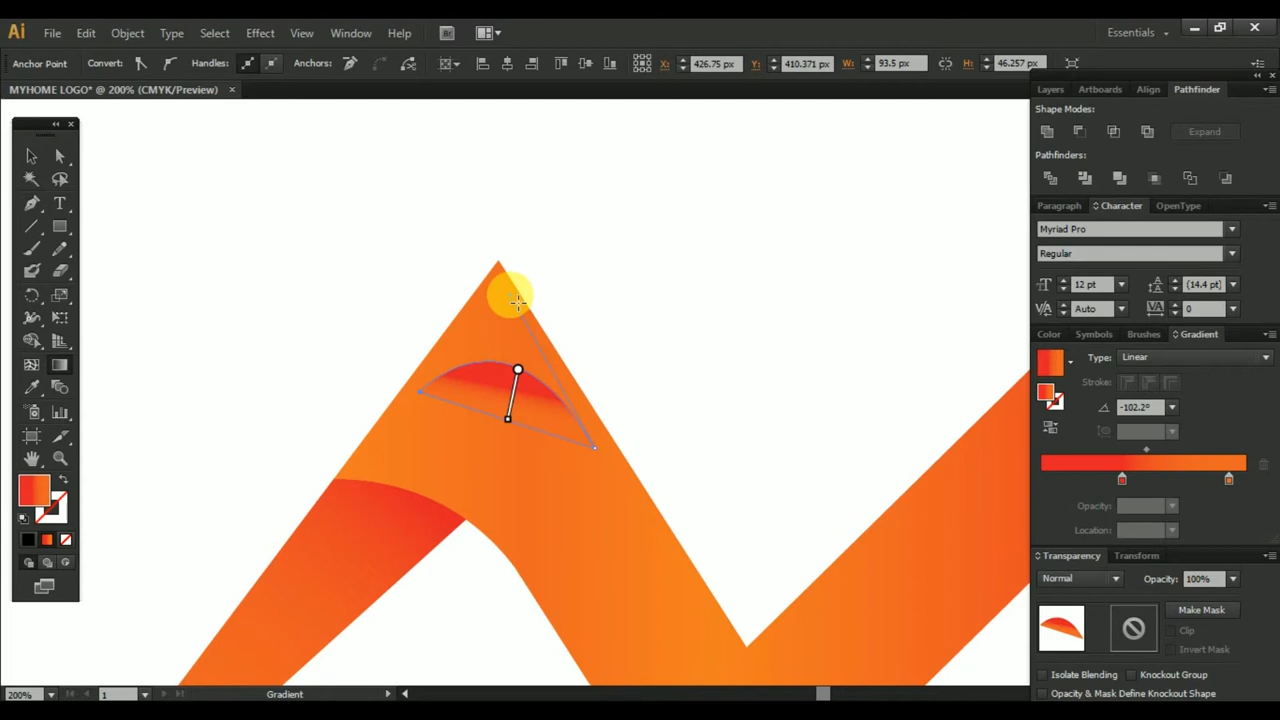 Ai File Edit Object Type Select Effect View Window Help Br Essentials
Anchor Point Convert: Handles: Anchors: X: 426.75 px Y: 410.371 px W: 93.5 px H: 46.257 px
MYHOME LOGO* @ 200% (CMYK/Preview)
Layers Artboards Align Pathfinder
Shape Modes:
Expand
Pathfinders:
Paragraph Character OpenType
Myriad Pro
Regular
12 pt (14.4 pt)
Auto 0
Color Symbols Brushes Gradient
Type: Linear
Stroke:
-102.2°
Opacity:
Location:
Transparency Transform
Normal Opacity: 100%
Make Mask
Clip
Invert Mask
Isolate Blending Knockout Group
Opacity & Mask Define Knockout Shape
200% 1 Gradient